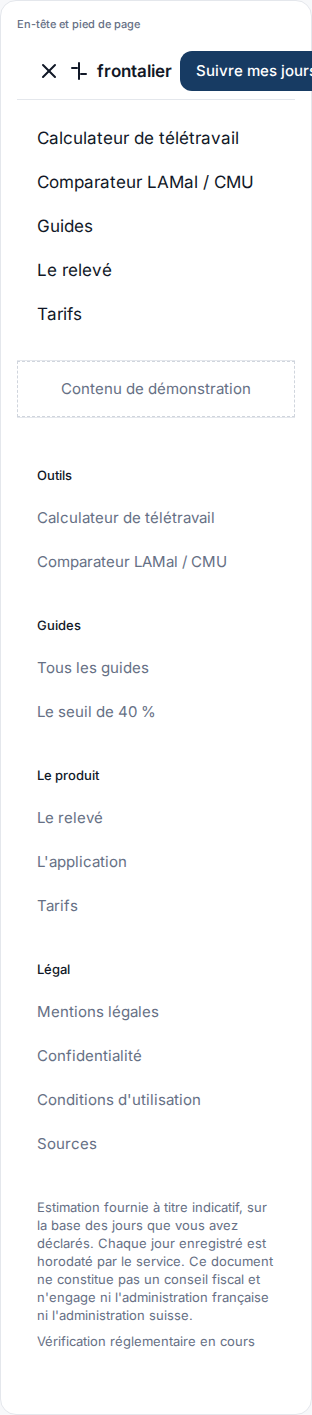 En-tête et pied de page
frontalier
Suivre mes jours
Calculateur de télétravail
Comparateur LAMal / CMU
Guides
Le relevé
Tarifs
Contenu de démonstration
Outils
Calculateur de télétravail
Comparateur LAMal / CMU
Guides
Tous les guides
Le seuil de 40 %
Le produit
Le relevé
L'application
Tarifs
Légal
Mentions légales
Confidentialité
Conditions d'utilisation
Sources
Estimation fournie à titre indicatif, sur
la base des jours que vous avez
déclarés. Chaque jour enregistré est
horodaté par le service. Ce document
ne constitue pas un conseil fiscal et
n'engage ni l'administration française
ni l'administration suisse.
Vérification réglementaire en cours